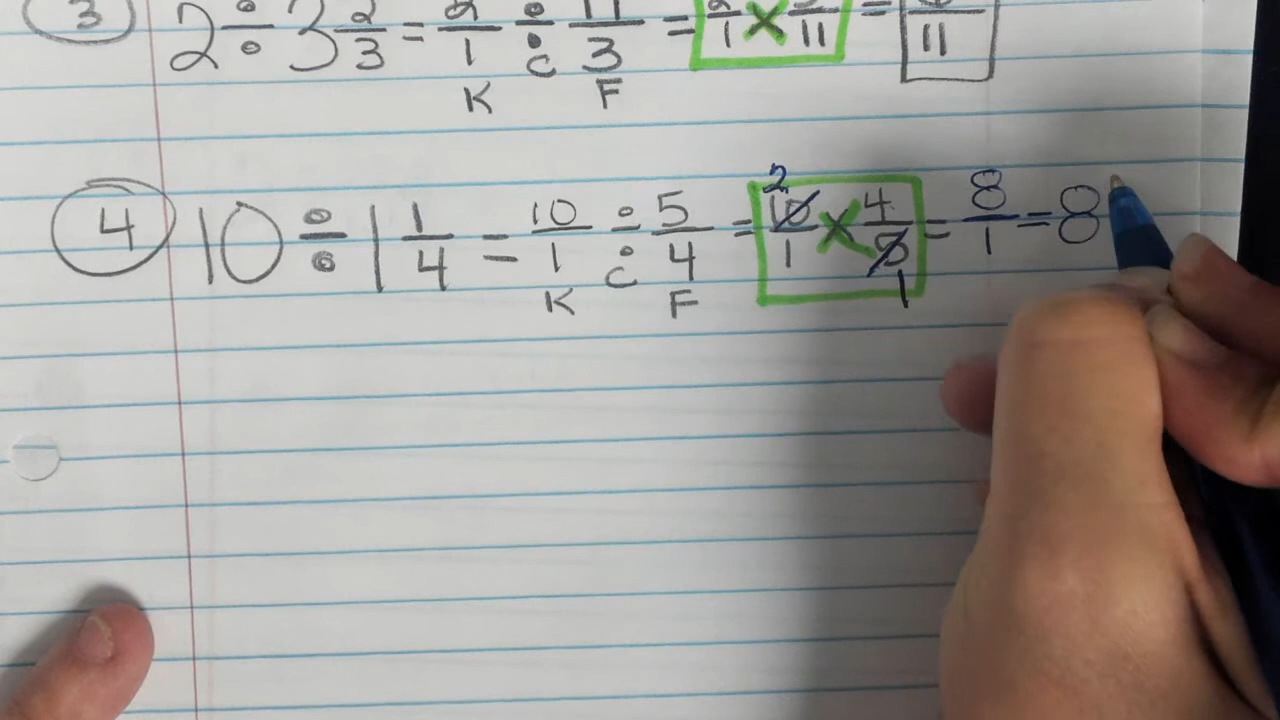 3 2 ÷ 3 2/3 = 2/1 ÷ 11/3 = 2/1 × 3/11 = 6/11
K C F
4 10 ÷ 1 1/4 = 10/1 ÷ 5/4 = 10/1 × 4/5 = 8/1 = 8
2 1
K C F